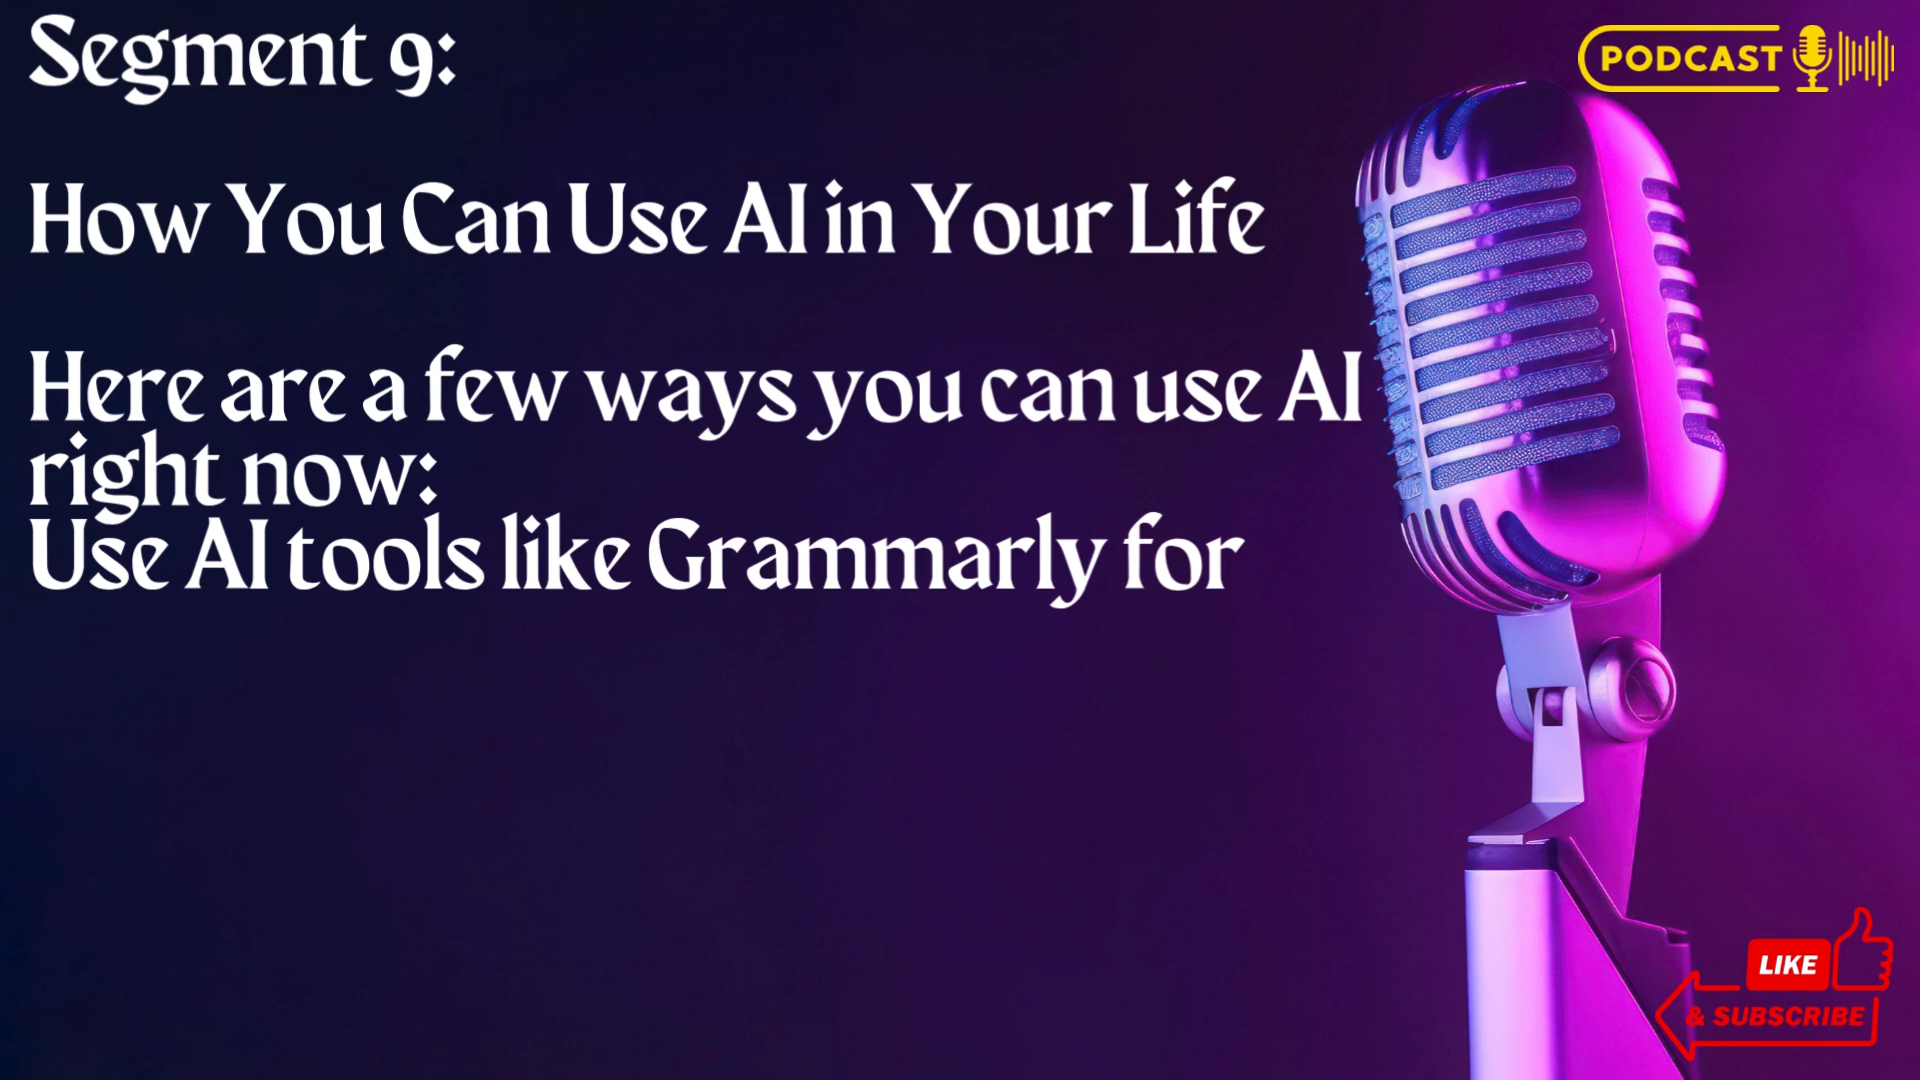 Segment 9:
PODCAST
How You Can Use AI in Your Life
Here are a few ways you can use AI
right now:
Use AI tools like Grammarly for
LIKE
& SUBSCRIBE